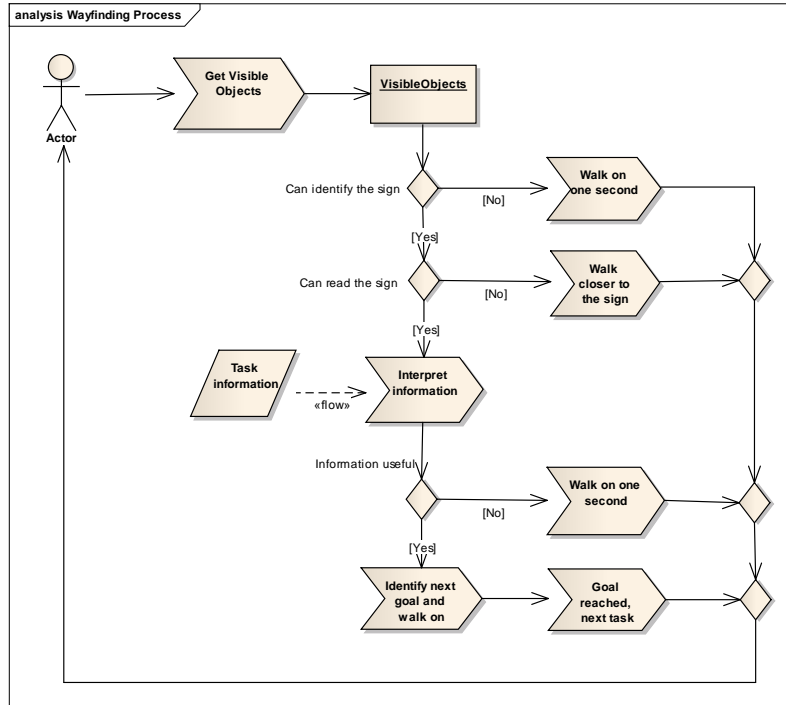 analysis Wayfinding Process
Get Visible
Objects
VisibleObjects
Actor
Can identify the sign
[No]
Walk on
one second
[Yes]
Can read the sign
[No]
Walk
closer to
the sign
[Yes]
Task
information
«flow»
Interpret
information
Information useful
[No]
Walk on one
second
[Yes]
Identify next
goal and
walk on
Goal
reached,
next task